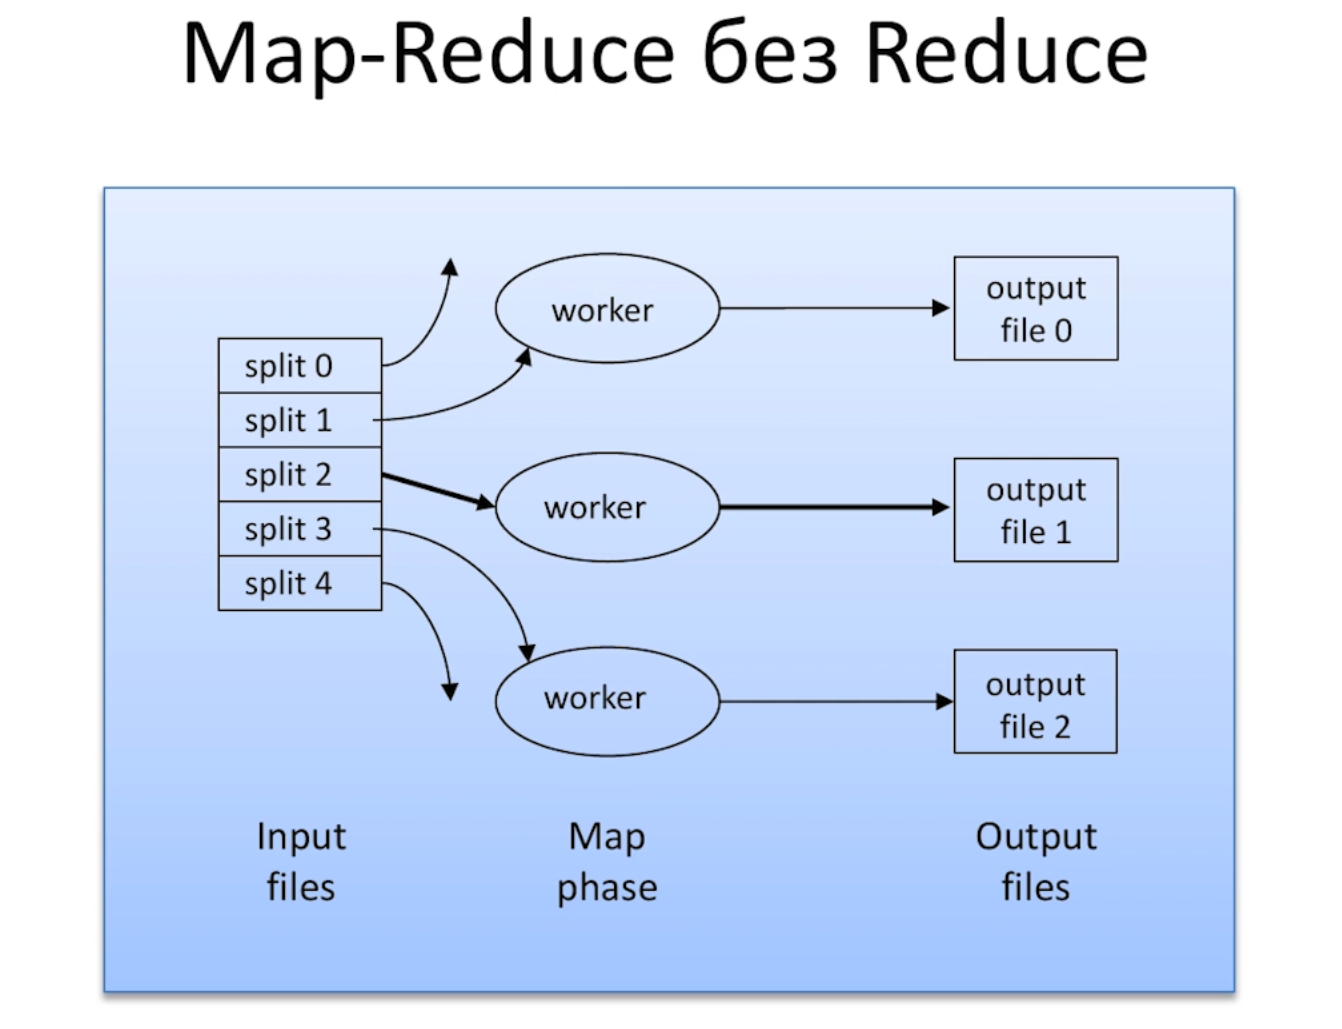 Map-Reduce без Reduce
split 0
split 1
split 2
split 3
split 4
worker
worker
worker
output
file 0
output
file 1
output
file 2
Input
files
Map
phase
Output
files